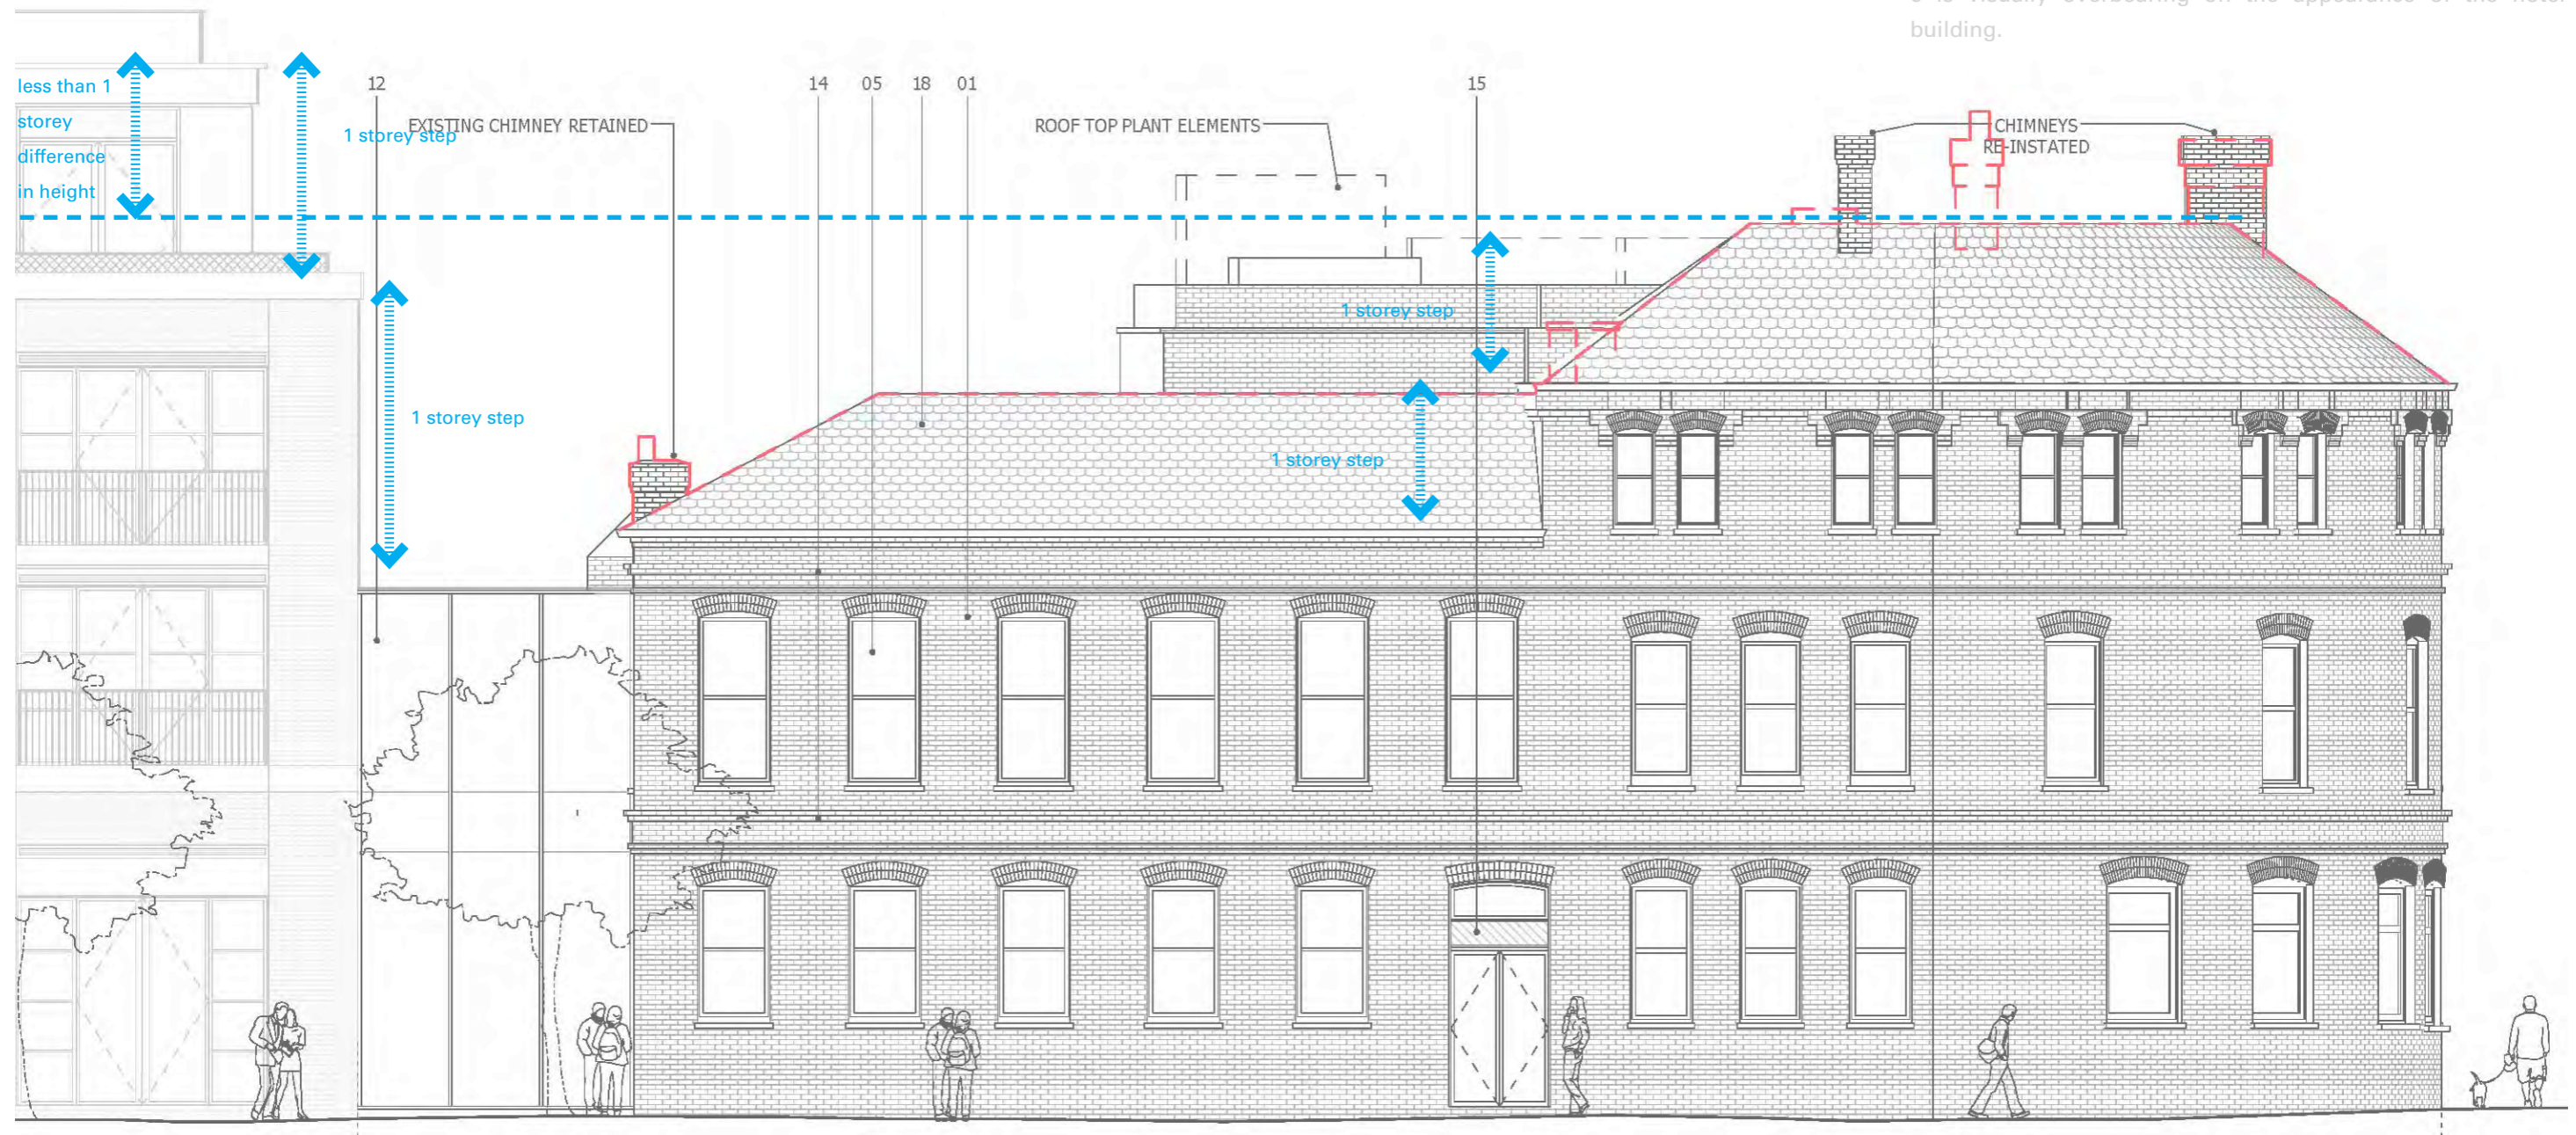 building.
less than 1
storey
difference
in height
1 storey step
12
EXISTING CHIMNEY RETAINED
14 05 18 01
ROOF TOP PLANT ELEMENTS
15
CHIMNEYS
RE-INSTATED
1 storey step
1 storey step
1 storey step